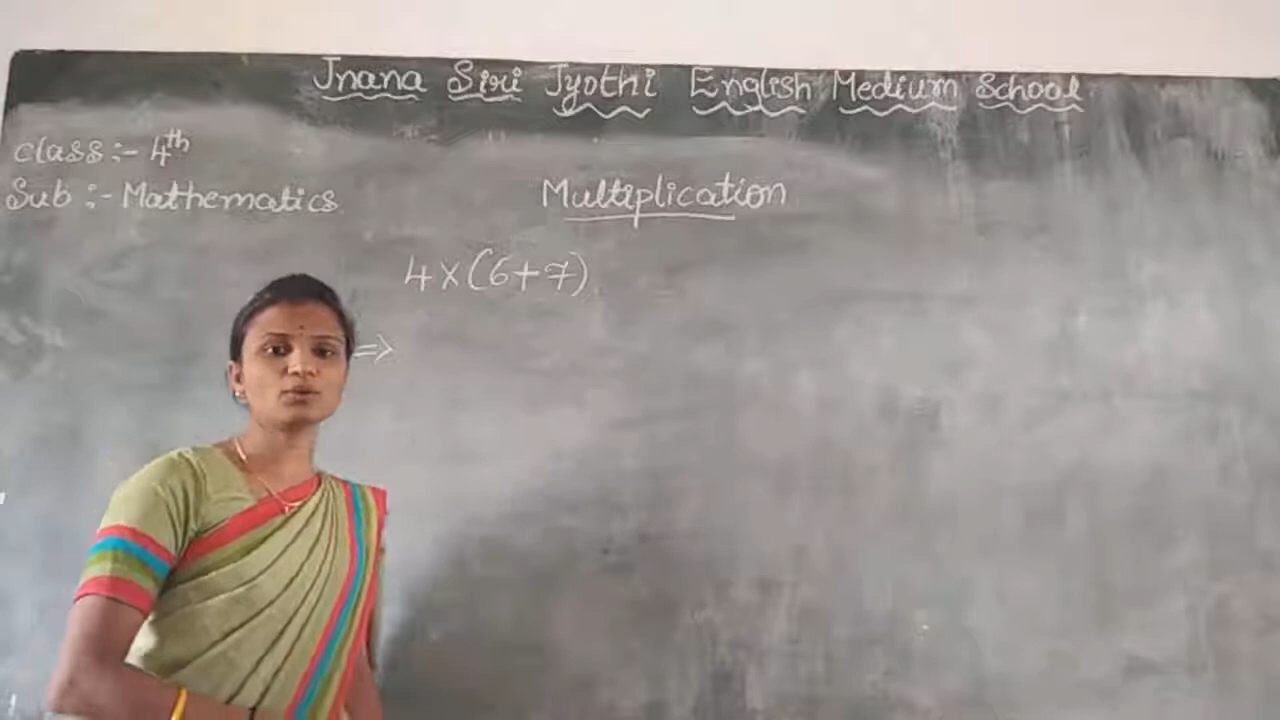 Jnana Siri Jyothi English Medium School
Class :- 4th
Sub :- Mathematics
Multiplication
4 × (6+7)
⇒